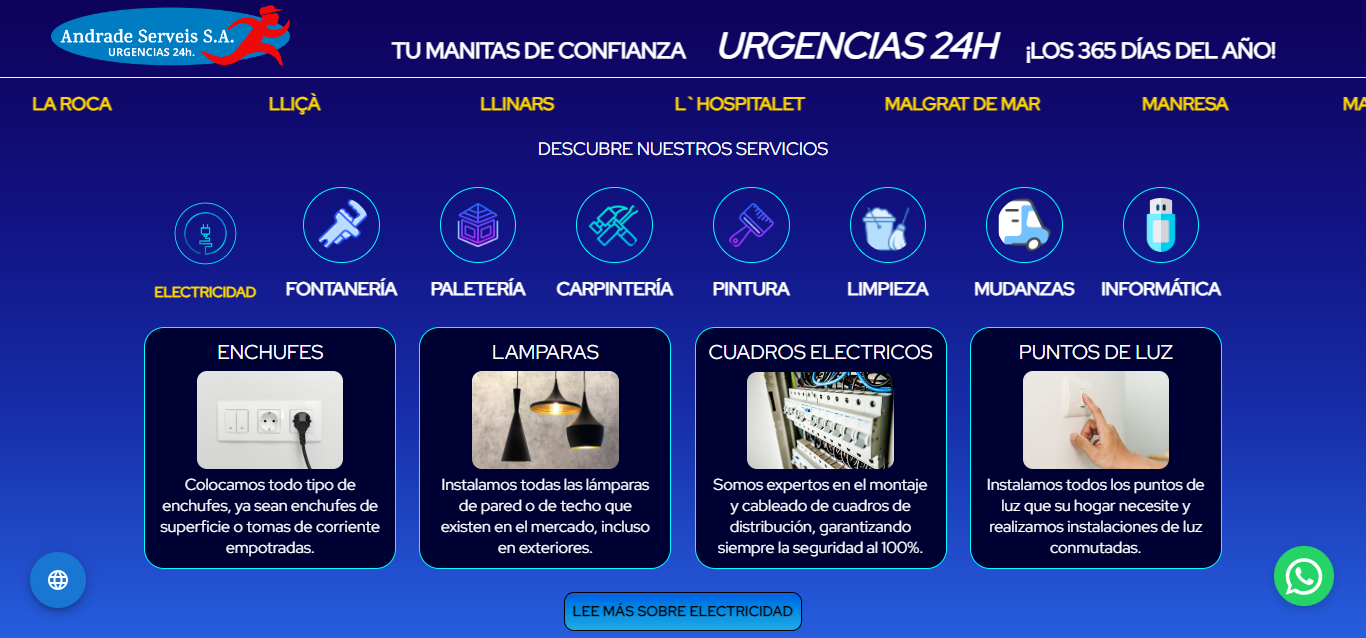 Andrade Serveis S.A.
URGENCIAS 24h.
TU MANITAS DE CONFIANZA URGENCIAS 24H ¡LOS 365 DÍAS DEL AÑO!
LA ROCA LLIÇÀ LLINARS L`HOSPITALET MALGRAT DE MAR MANRESA MA
DESCUBRE NUESTROS SERVICIOS
ELECTRICIDAD FONTANERÍA PALETERÍA CARPINTERÍA PINTURA LIMPIEZA MUDANZAS INFORMÁTICA
ENCHUFES
Colocamos todo tipo de
enchufes, ya sean enchufes de
superficie o tomas de corriente
empotradas.
LAMPARAS
Instalamos todas las lámparas
de pared o de techo que
existen en el mercado, incluso
en exteriores.
CUADROS ELECTRICOS
Somos expertos en el montaje
y cableado de cuadros de
distribución, garantizando
siempre la seguridad al 100%.
PUNTOS DE LUZ
Instalamos todos los puntos de
luz que su hogar necesite y
realizamos instalaciones de luz
conmutadas.
LEE MÁS SOBRE ELECTRICIDAD